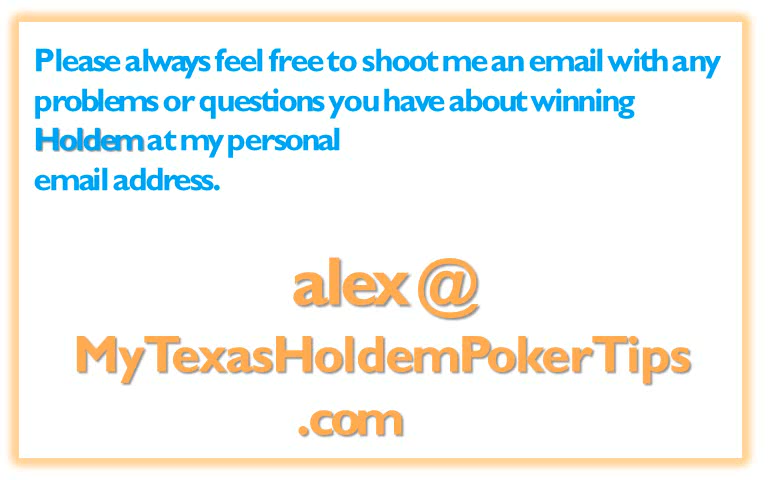 Please always feel free to shoot me an email with any
problems or questions you have about winning
Holdem at my personal
email address.
alex @
MyTexasHoldemPokerTips
.com